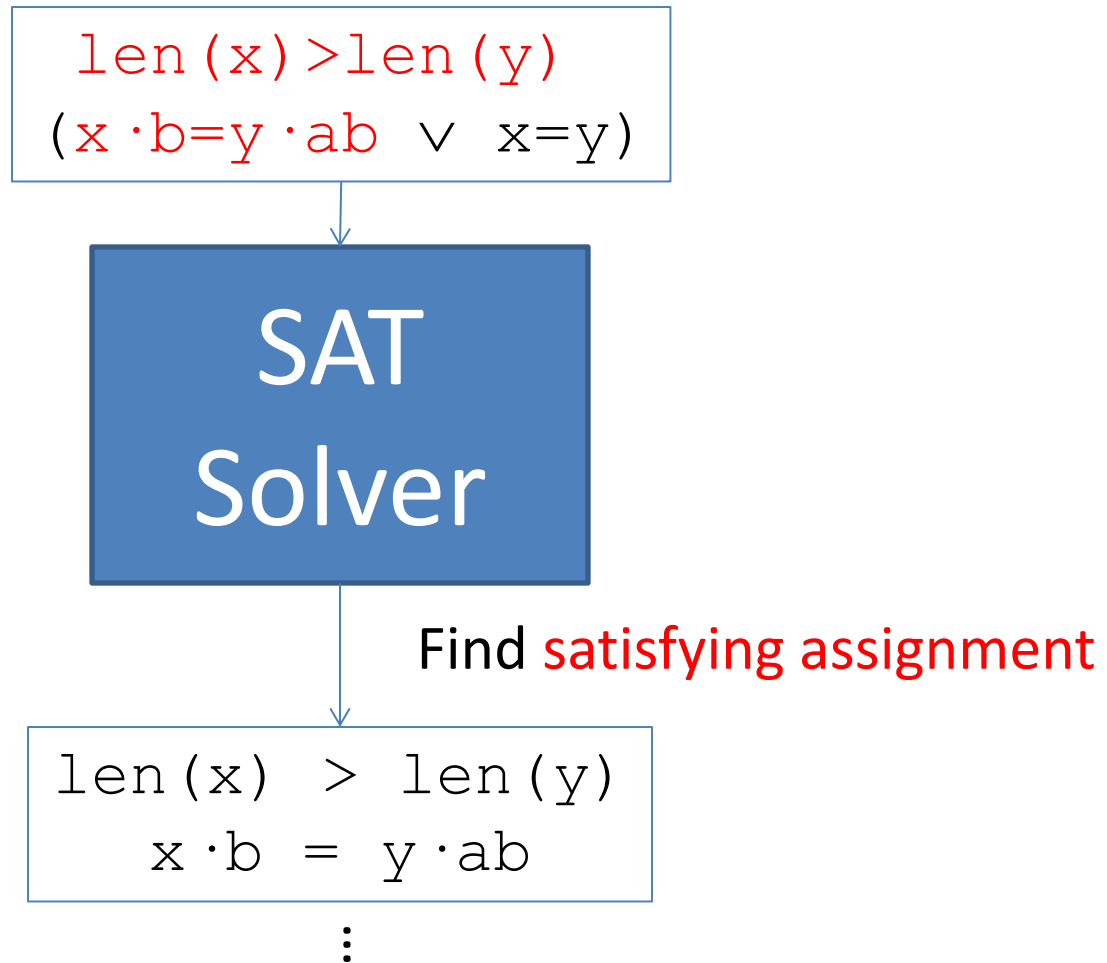 len(x)>len(y)
(x·b=y·ab ∨ x=y)
SAT
Solver
Find satisfying assignment
len(x) > len(y)
x·b = y·ab
⋮